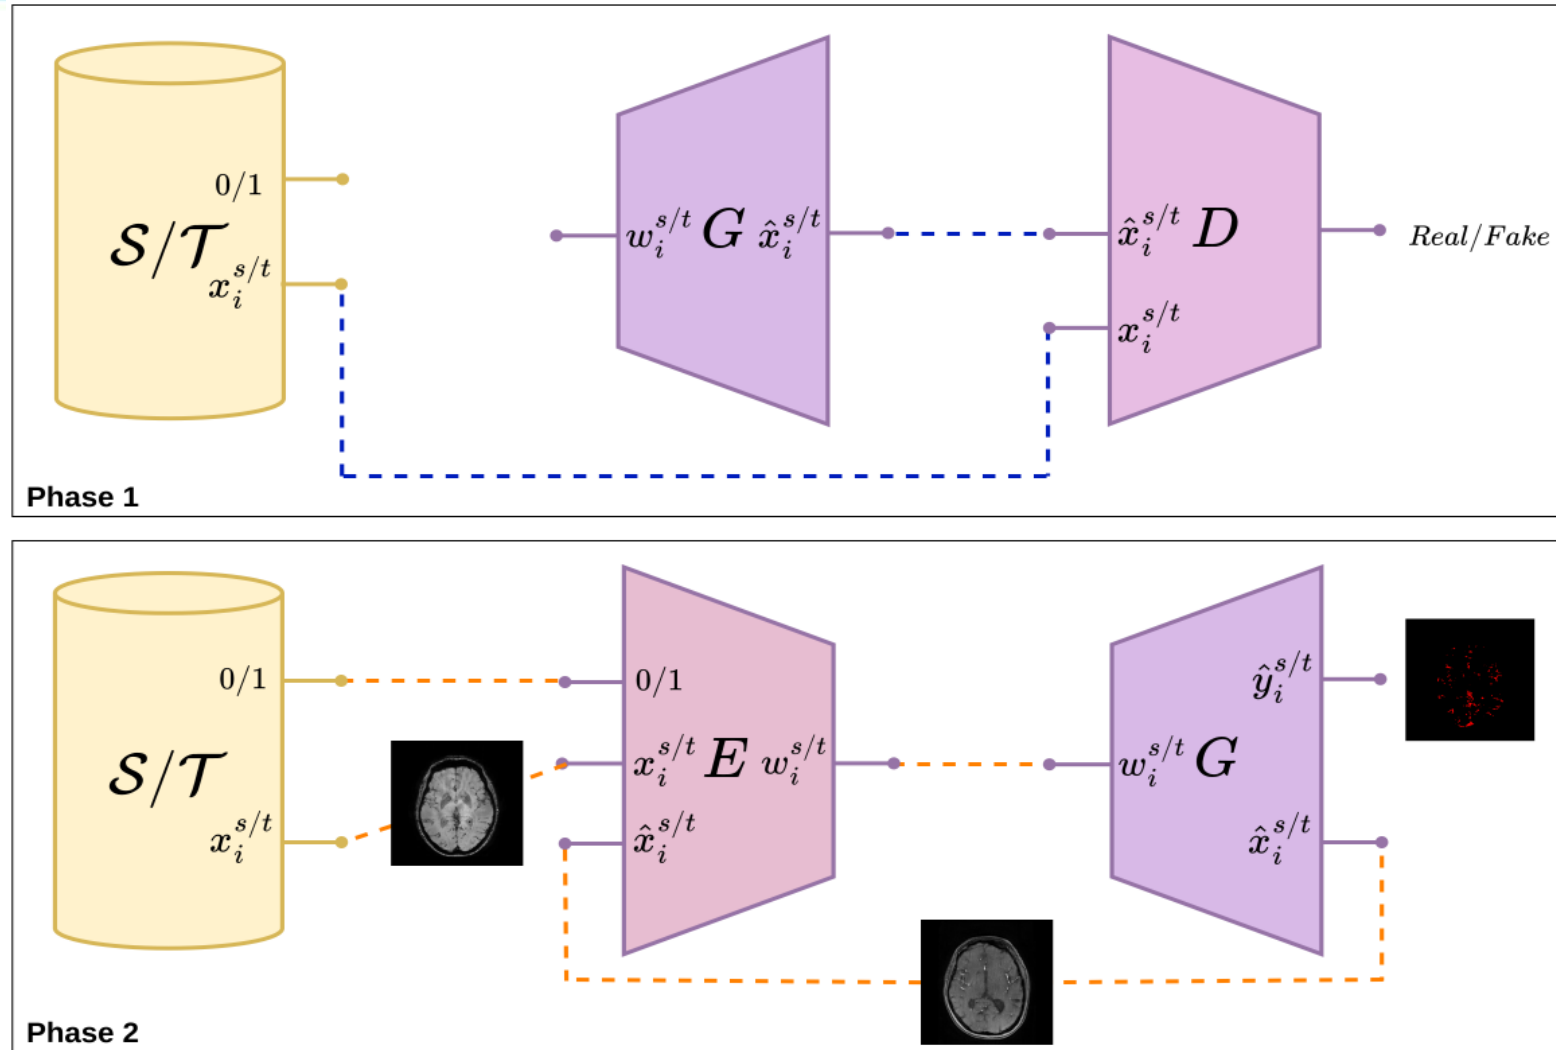 0/1
𝒮/𝒯
x_i^{s/t}
w_i^{s/t} G x̂_i^{s/t}
x̂_i^{s/t} D
x_i^{s/t}
Real/Fake
Phase 1
0/1
𝒮/𝒯
x_i^{s/t}
0/1
x_i^{s/t} E w_i^{s/t}
x̂_i^{s/t}
ŷ_i^{s/t}
w_i^{s/t} G
x̂_i^{s/t}
Phase 2